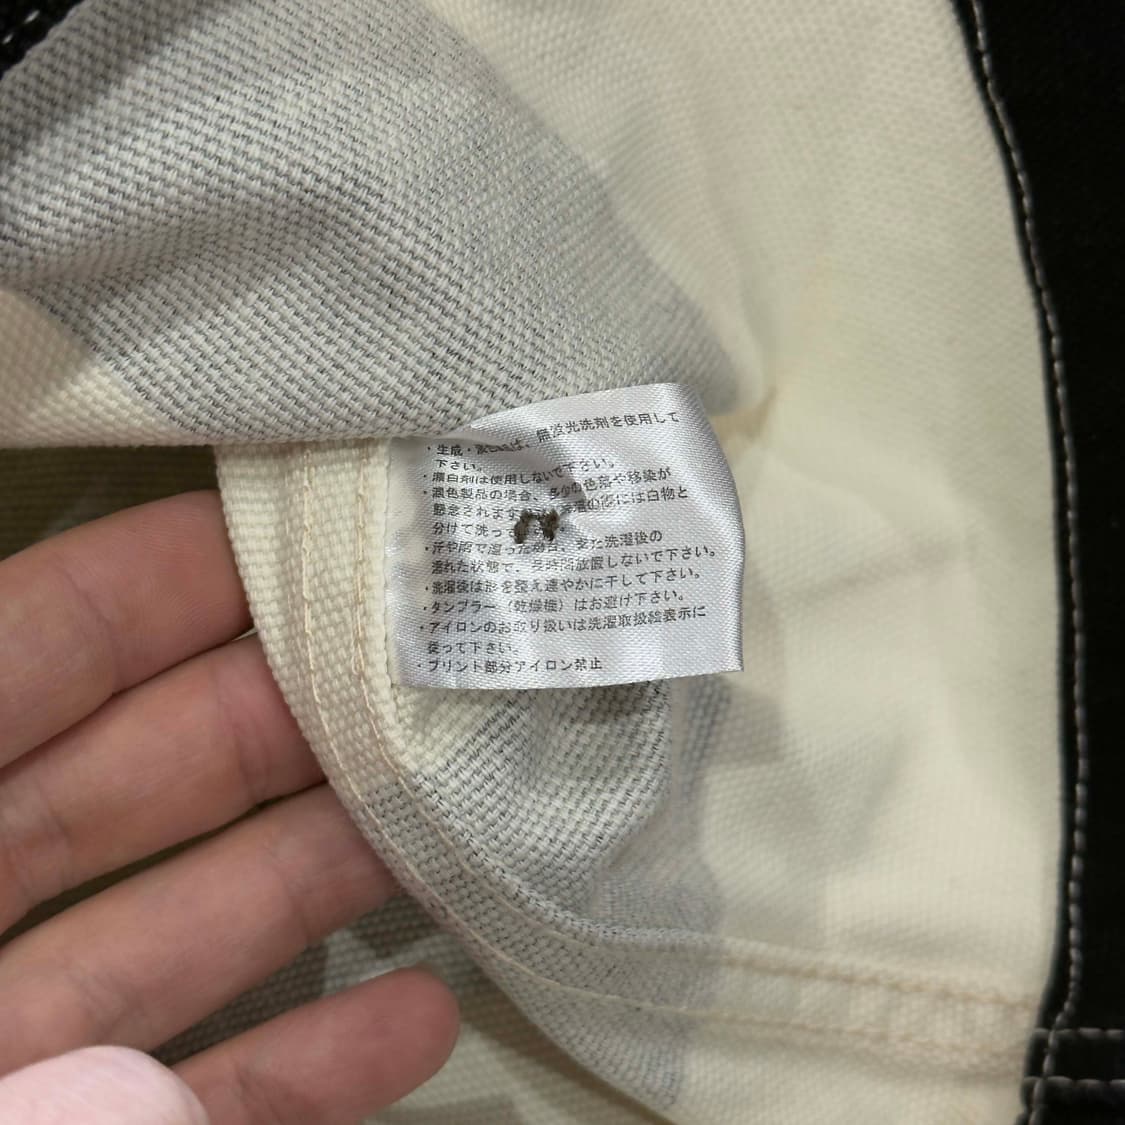 ・生成・淡色は、無蛍光洗剤を使用して
下さい。
・漂白剤は使用しないで下さい。
・濃色製品の場合、多少の色落や移染が
懸念されます 洗濯の際には白物と
分けて洗っ
・汗や雨で湿った場合、また洗濯後の
濡れた状態で、長時間放置しないで下さい。
・洗濯後は形を整え速やかに干して下さい。
・タンブラー（乾燥機）はお避け下さい。
・アイロンのお取り扱いは洗濯取扱絵表示に
従って下さい。
・プリント部分アイロン禁止